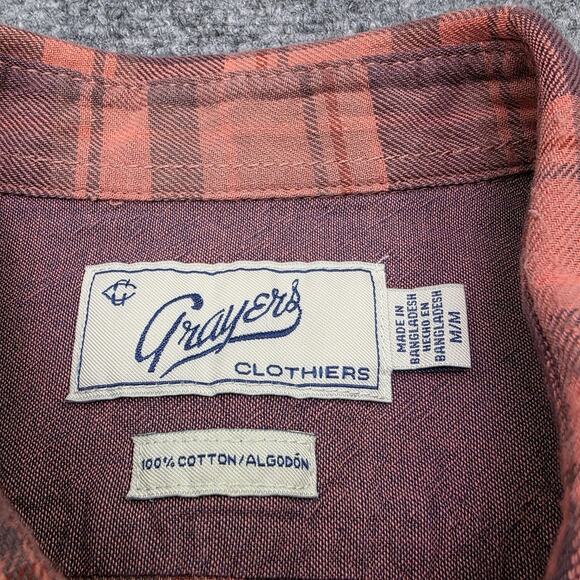 Grayers
CLOTHIERS
MADE IN
BANGLADESH
HECHO EN
BANGLADESH
M/M
100% COTTON/ALGODÓN